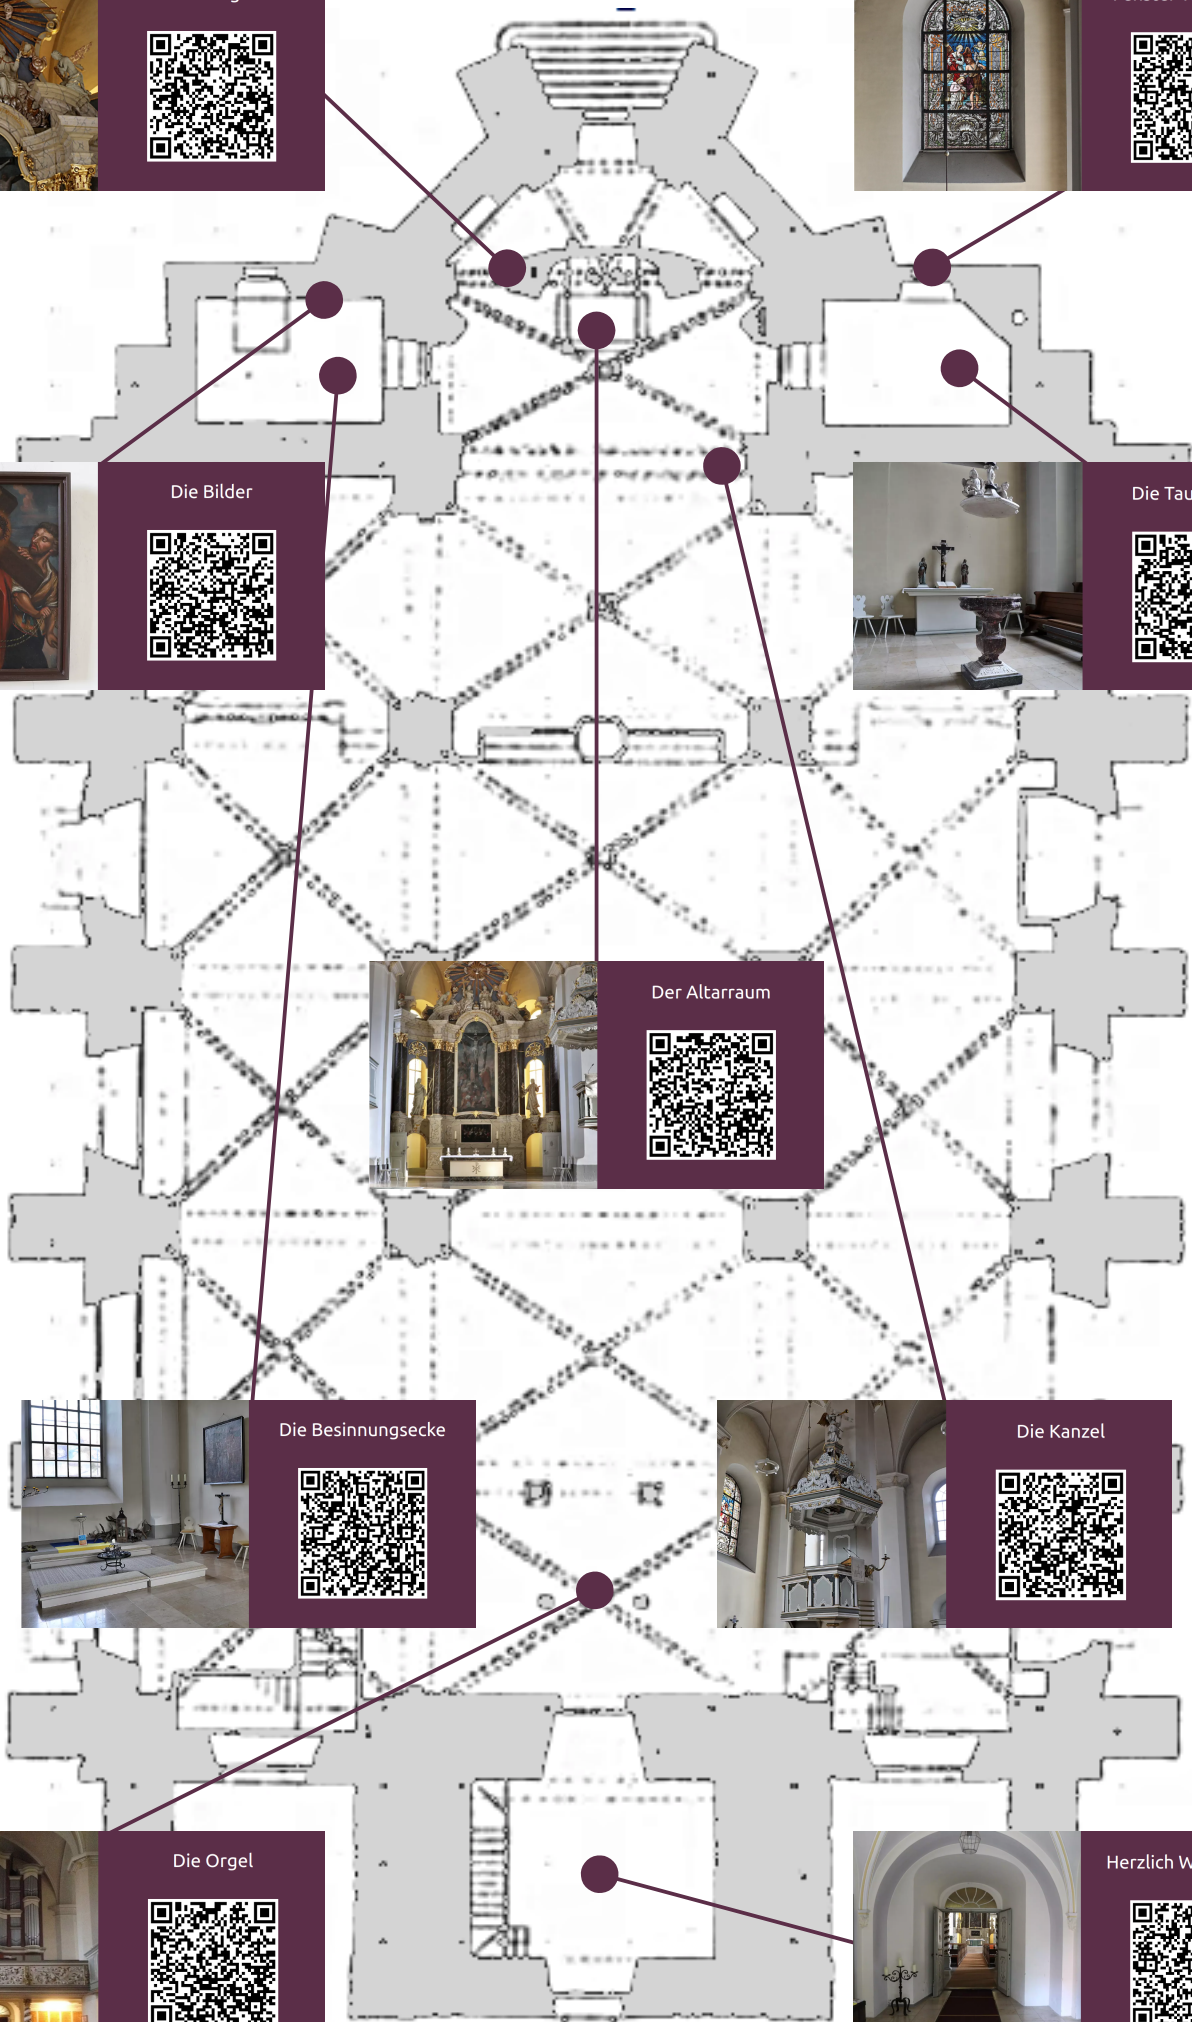 Die Bilder
Die Tau
Der Altarraum
Die Besinnungsecke
Die Kanzel
Die Orgel
Herzlich W